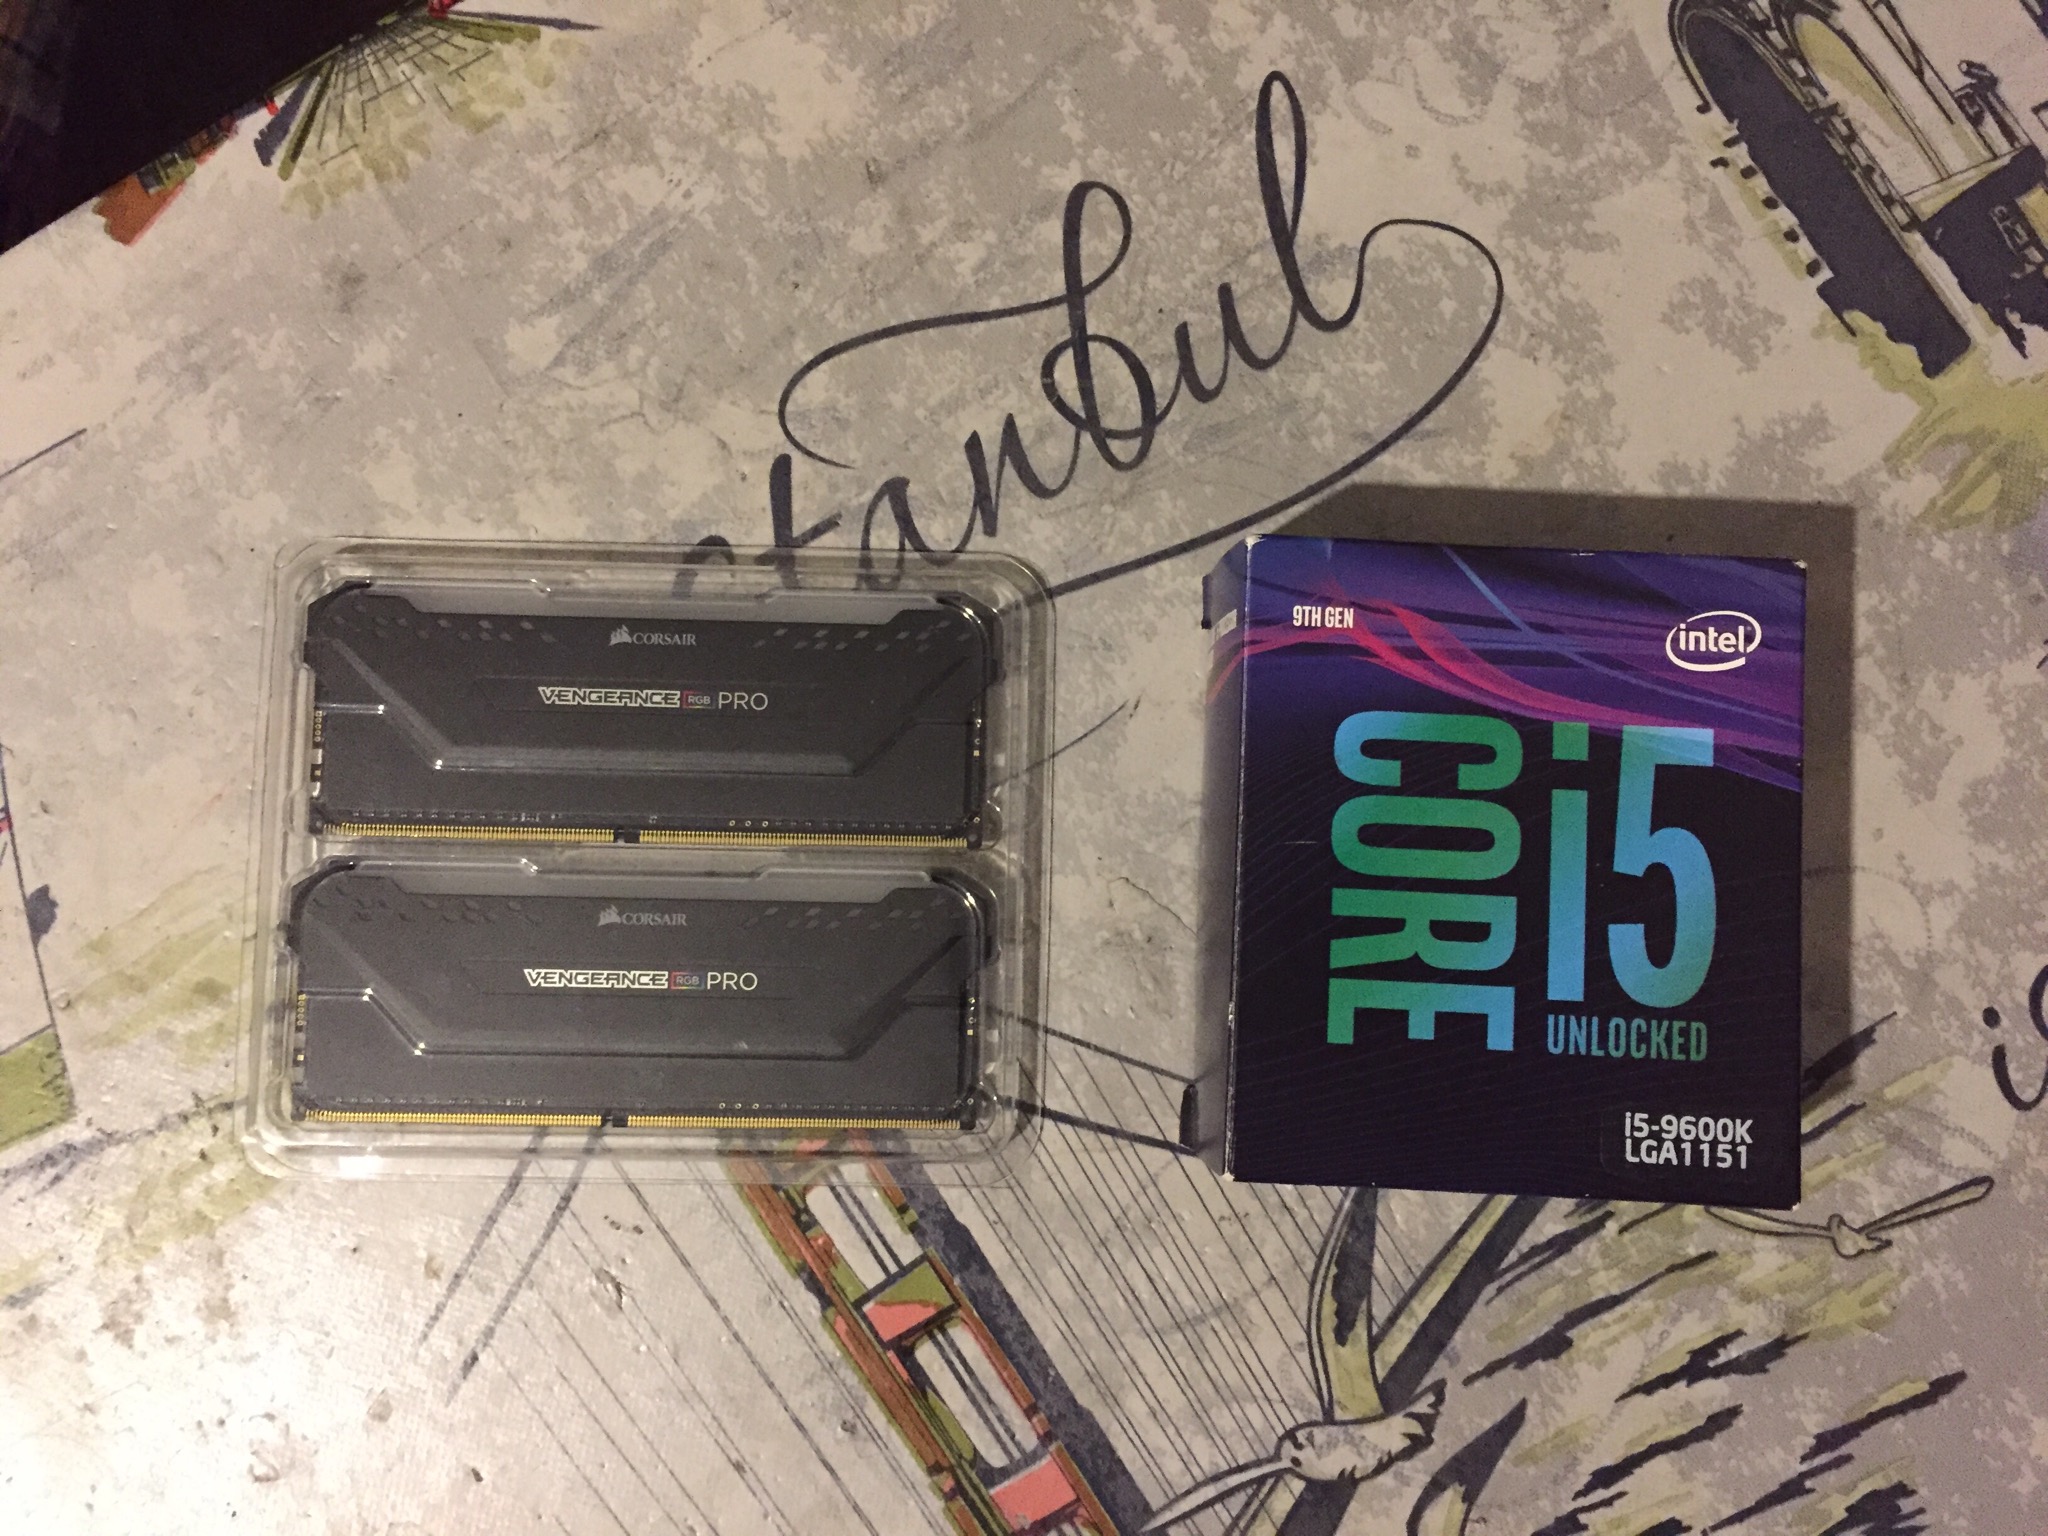 stanbul
CORSAIR
VENGEANCE RGB PRO
CORSAIR
VENGEANCE RGB PRO
9TH GEN
intel
CORE
i5
UNLOCKED
i5-9600K
LGA1151